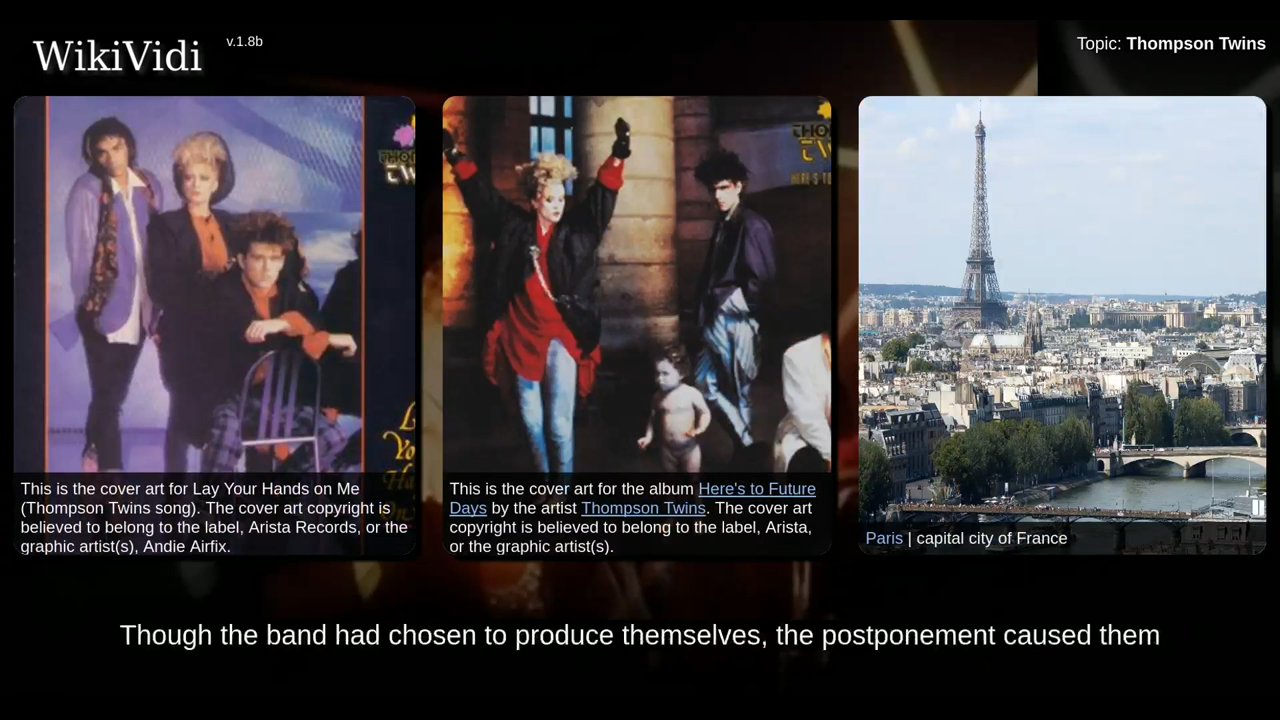 WikiVidi
v.1.8b
Topic: Thompson Twins
This is the cover art for Lay Your Hands on Me
(Thompson Twins song). The cover art copyright is
believed to belong to the label, Arista Records, or the
graphic artist(s), Andie Airfix.
This is the cover art for the album Here's to Future
Days by the artist Thompson Twins. The cover art
copyright is believed to belong to the label, Arista,
or the graphic artist(s).
Paris | capital city of France
Though the band had chosen to produce themselves, the postponement caused them